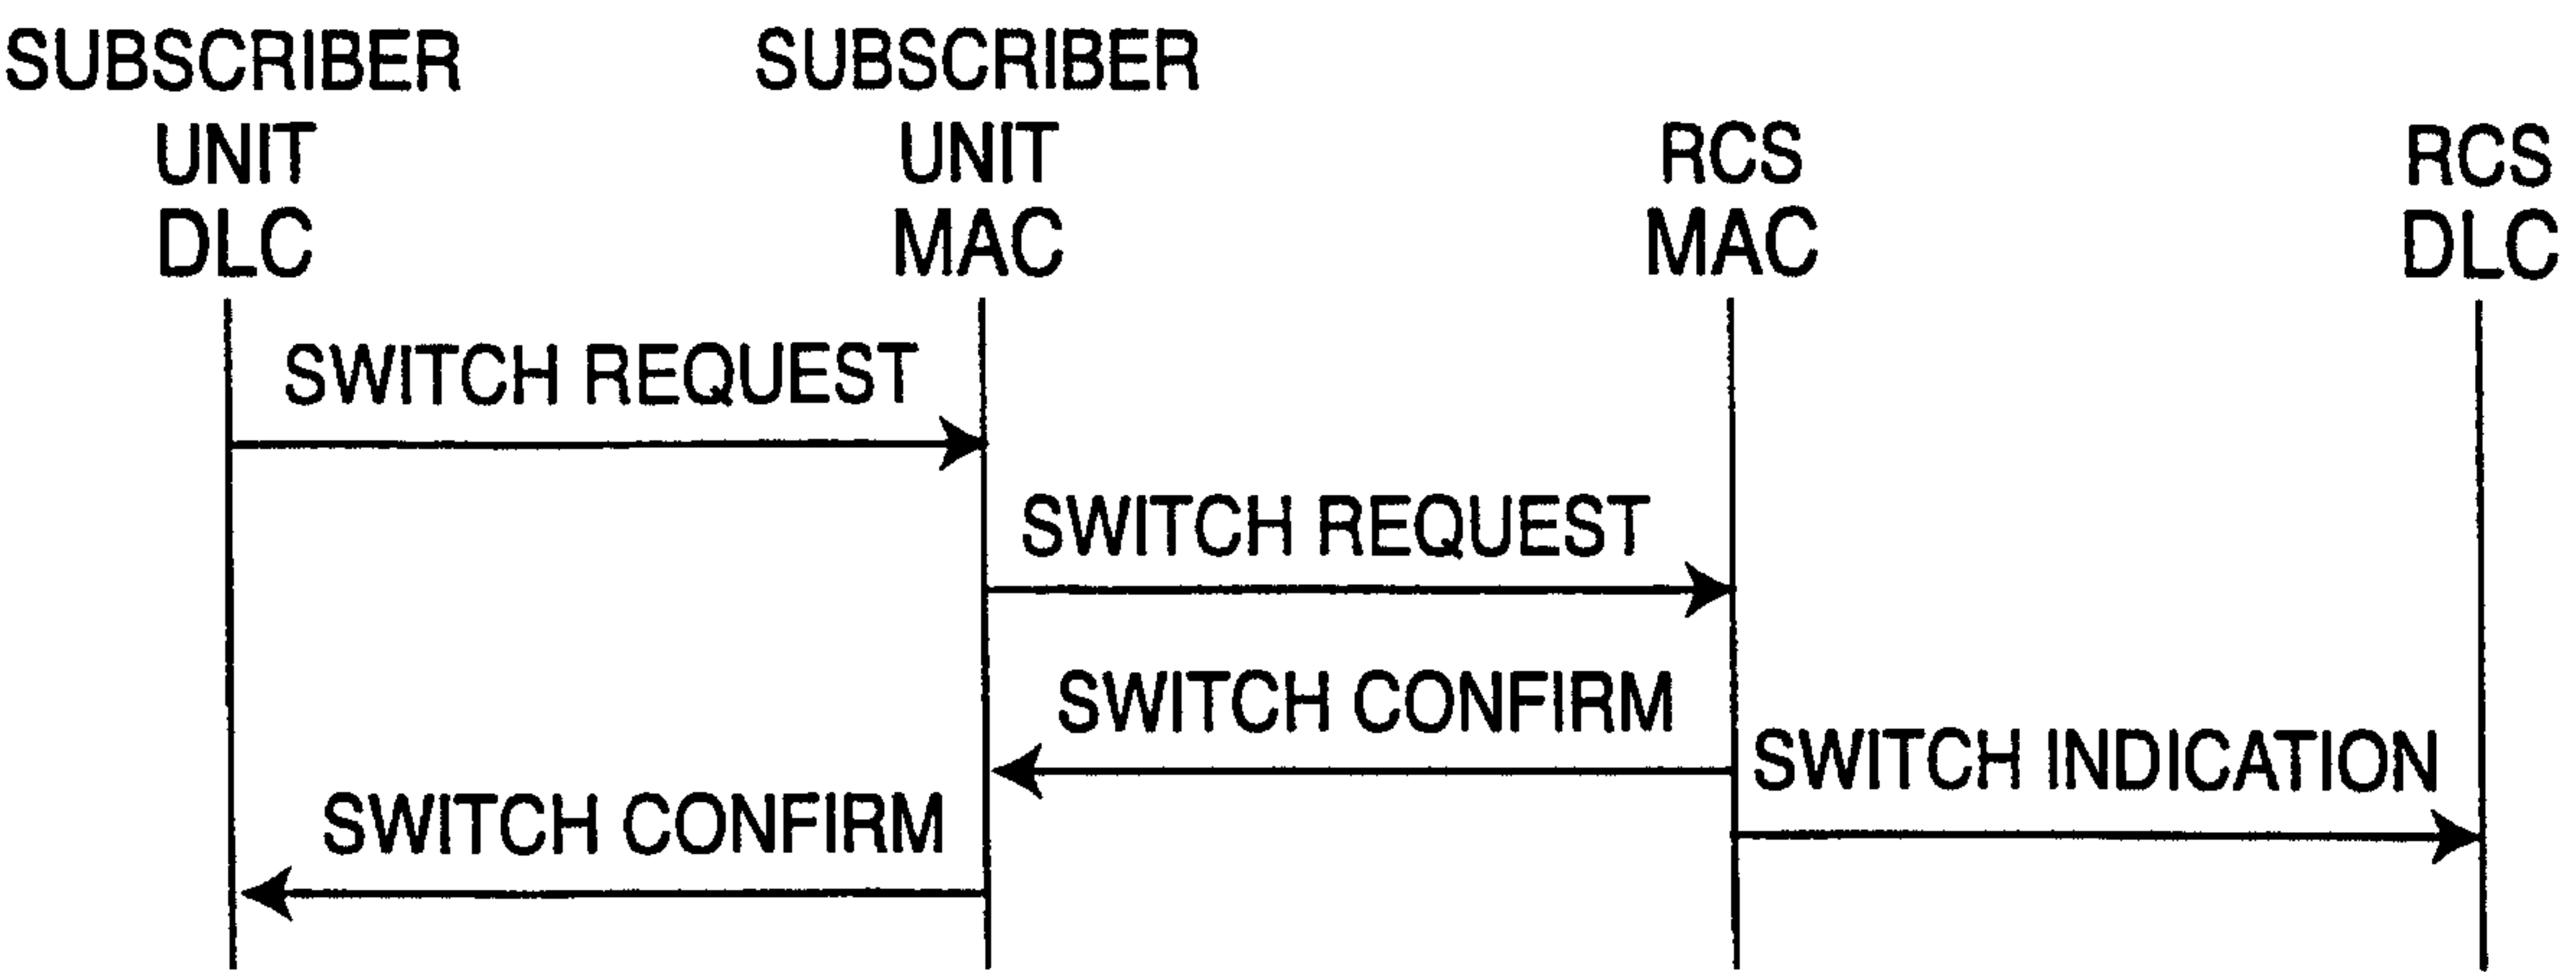 SUBSCRIBER
UNIT
DLC
SUBSCRIBER
UNIT
MAC
RCS
MAC
RCS
DLC
SWITCH REQUEST
SWITCH REQUEST
SWITCH CONFIRM
SWITCH INDICATION
SWITCH CONFIRM